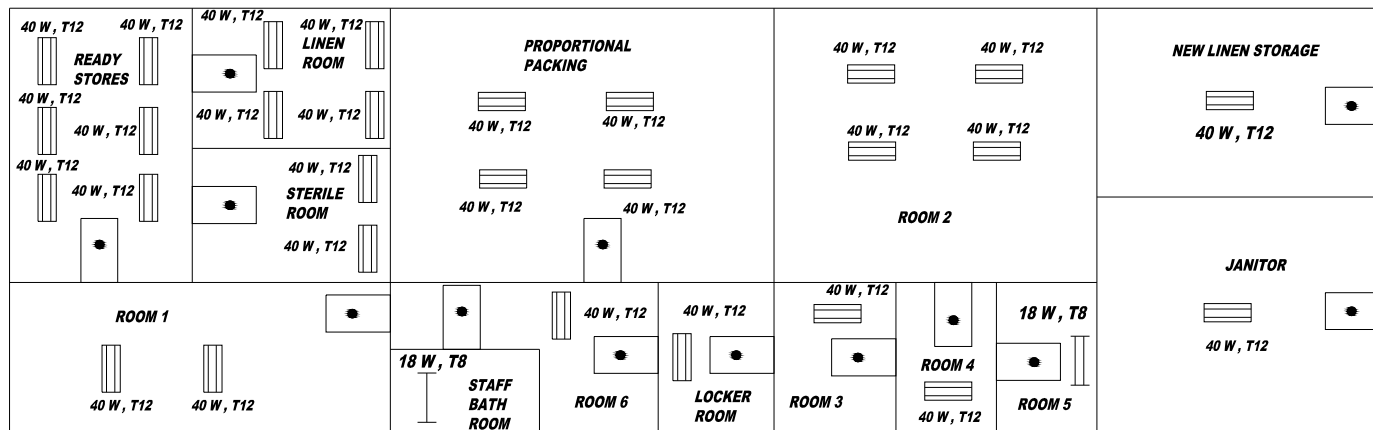 40 W , T12
40 W , T12
READY
STORES
40 W , T12
40 W , T12
40 W , T12
40 W , T12
40 W , T12
40 W , T12
LINEN
ROOM
40 W , T12
40 W , T12
40 W , T12
STERILE
ROOM
40 W , T12
PROPORTIONAL
PACKING
40 W , T12
40 W , T12
40 W , T12
40 W , T12
40 W , T12
40 W , T12
40 W , T12
40 W , T12
ROOM 2
NEW LINEN STORAGE
40 W , T12
JANITOR
40 W , T12
ROOM 1
40 W , T12
40 W , T12
18 W , T8
STAFF
BATH
ROOM
40 W , T12
ROOM 6
40 W , T12
LOCKER
ROOM
40 W , T12
ROOM 3
ROOM 4
40 W , T12
18 W , T8
ROOM 5